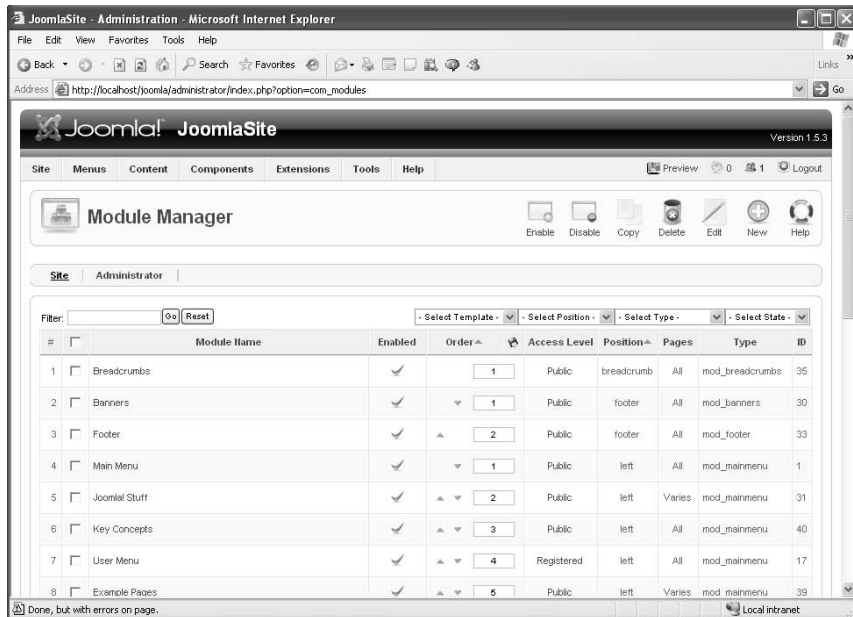 JoomlaSite - Administration - Microsoft Internet Explorer
File Edit View Favorites Tools Help
Back Search Favorites Links »
Address http://localhost/joomla/administrator/index.php?option=com_modules Go
Joomla! JoomlaSite
Version 1.5.3
Site Menus Content Components Extensions Tools Help Preview 0 1 Logout
Module Manager
Enable Disable Copy Delete Edit New Help
Site Administrator
Filter: Go Reset - Select Template - - Select Position - - Select Type - - Select State -
# Module Name Enabled Order Access Level Position Pages Type ID
1 Breadcrumbs 1 Public breadcrumb All mod_breadcrumbs 35
2 Banners 1 Public footer All mod_banners 30
3 Footer 2 Public footer All mod_footer 33
4 Main Menu 1 Public left All mod_mainmenu 1
5 Joomla! Stuff 2 Public left Varies mod_mainmenu 31
6 Key Concepts 3 Public left All mod_mainmenu 40
7 User Menu 4 Registered left All mod_mainmenu 17
8 Example Pages 5 Public left Varies mod_mainmenu 39
Done, but with errors on page. Local intranet